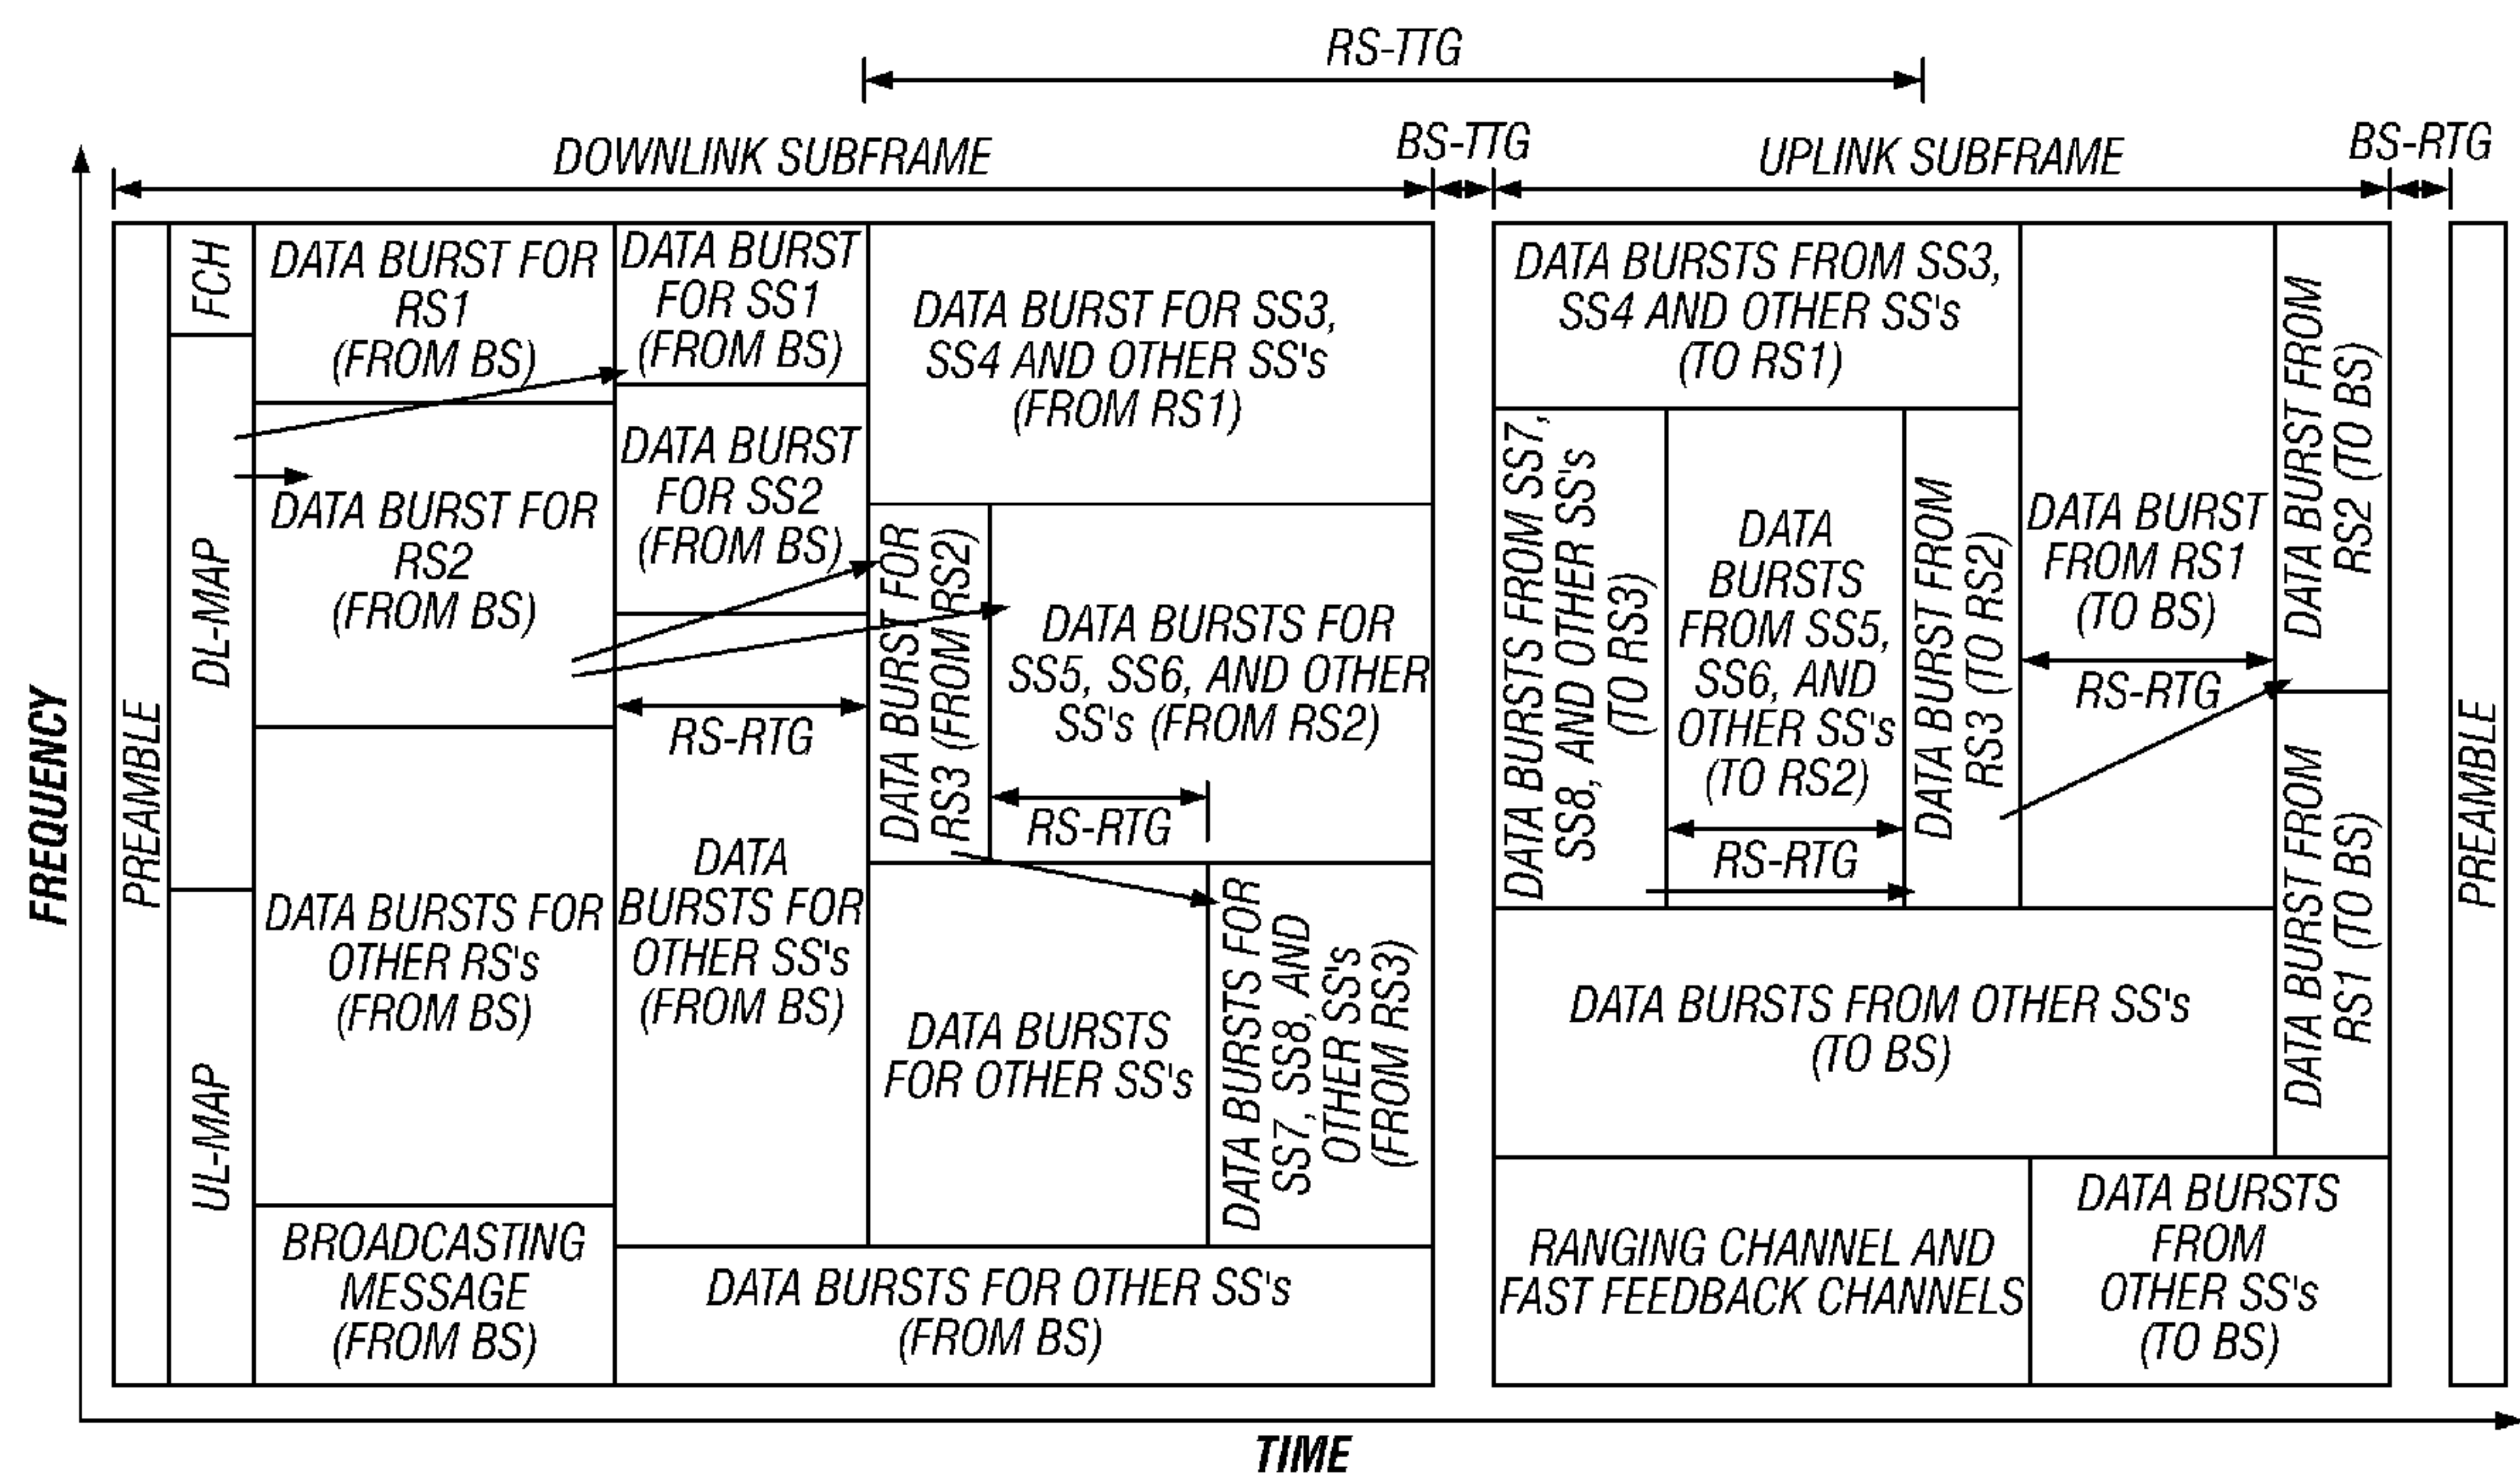 RS-TTG
DOWNLINK SUBFRAME
BS-TTG
UPLINK SUBFRAME
BS-RTG
FREQUENCY
PREAMBLE
FCH
DL-MAP
UL-MAP
DATA BURST FOR
RS1
(FROM BS)
DATA BURST FOR
RS2
(FROM BS)
DATA BURSTS FOR
OTHER RS's
(FROM BS)
BROADCASTING
MESSAGE
(FROM BS)
DATA BURST
FOR SS1
(FROM BS)
DATA BURST
FOR SS2
(FROM BS)
RS-RTG
DATA
BURSTS FOR
OTHER SS's
(FROM BS)
DATA BURST FOR SS3,
SS4 AND OTHER SS's
(FROM RS1)
DATA BURST FOR
RS3 (FROM RS2)
DATA BURSTS FOR
SS5, SS6, AND OTHER
SS's (FROM RS2)
RS-RTG
DATA BURSTS
FOR OTHER SS's
DATA BURSTS FOR
SS7, SS8, AND
OTHER SS's
(FROM RS3)
DATA BURSTS FOR OTHER SS's
(FROM BS)
DATA BURSTS FROM SS3,
SS4 AND OTHER SS's
(TO RS1)
DATA BURSTS FROM SS7,
SS8, AND OTHER SS's
(TO RS3)
DATA
BURSTS
FROM SS5,
SS6, AND
OTHER SS's
(TO RS2)
RS-RTG
DATA BURST FROM
RS3 (TO RS2)
DATA BURST
FROM RS1
(TO BS)
RS-RTG
DATA BURST FROM
RS2 (TO BS)
DATA BURST FROM
RS1 (TO BS)
DATA BURSTS FROM OTHER SS's
(TO BS)
RANGING CHANNEL AND
FAST FEEDBACK CHANNELS
DATA BURSTS
FROM
OTHER SS's
(TO BS)
PREAMBLE
TIME